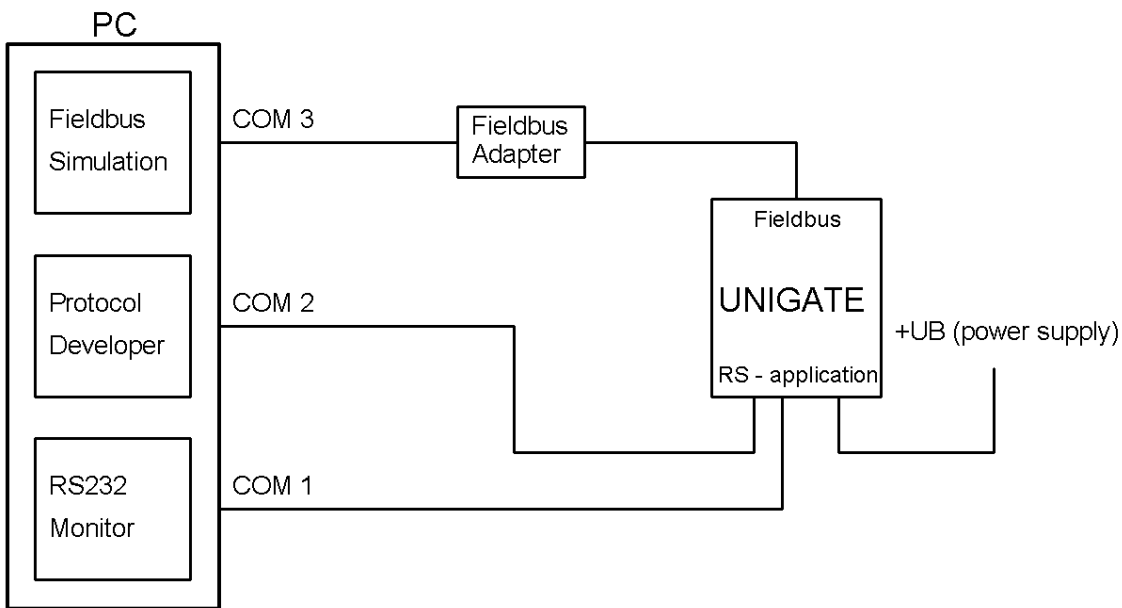 PC
Fieldbus
Simulation
COM 3
Fieldbus
Adapter
Fieldbus
UNIGATE
RS - application
+UB (power supply)
Protocol
Developer
COM 2
RS232
Monitor
COM 1